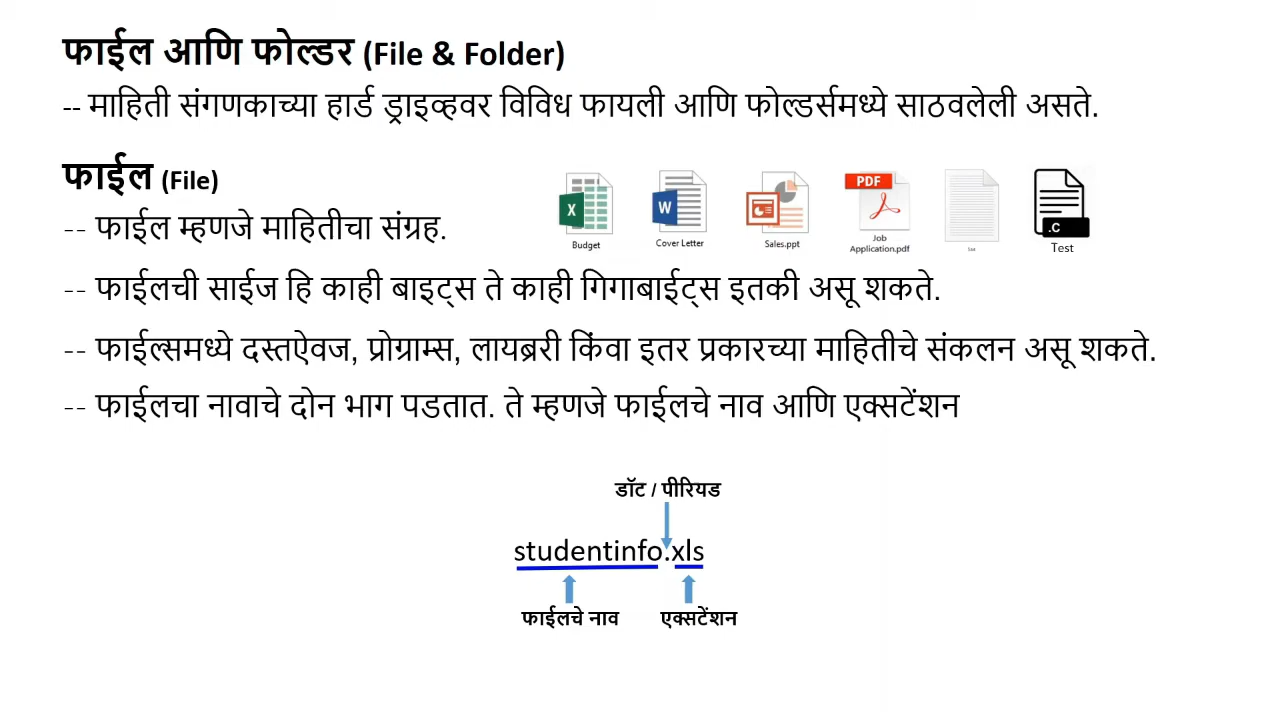 फाईल आणि फोल्डर (File & Folder)
-- माहिती संगणकाच्या हार्ड ड्राइव्हवर विविध फायली आणि फोल्डर्समध्ये साठवलेली असते.
फाईल (File)
-- फाईल म्हणजे माहितीचा संग्रह.
X
Budget
W
Cover Letter
Sales.ppt
PDF
Job
Application.pdf
.C
Test
-- फाईलची साईज हि काही बाइट्स ते काही गिगाबाईट्स इतकी असू शकते.
-- फाईल्समध्ये दस्तऐवज, प्रोग्राम्स, लायब्ररी किंवा इतर प्रकारच्या माहितीचे संकलन असू शकते.
-- फाईलचा नावाचे दोन भाग पडतात. ते म्हणजे फाईलचे नाव आणि एक्सटेंशन
डॉट / पीरियड
studentinfo.xls
फाईलचे नाव
एक्सटेंशन